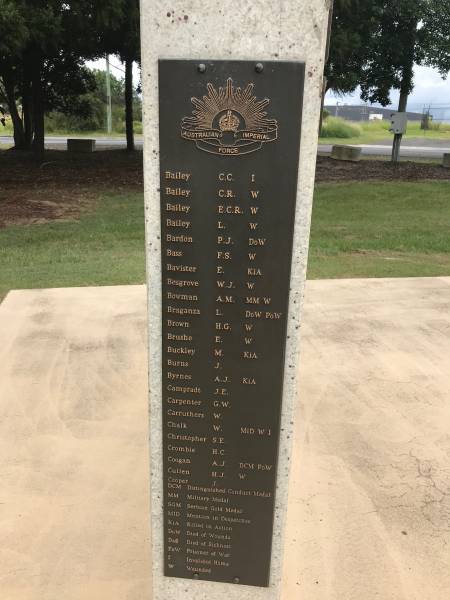 AUSTRALIAN IMPERIAL
FORCE
Bailey C.C. I
Bailey C.R. W
Bailey E.C.R. W
Bailey L. W
Bardon P.J. DoW
Bass F.S. W
Bavister E. KiA
Besgrove W.J. W
Bowman A.M. MM W
Braganza L. DoW PoW
Brown H.G. W
Brushe E. W
Buckley M. KiA
Burns J.
Byrnes A.J. KiA
Camprade J.E.
Carpenter G.W.
Carruthers W.
Chalk W. MiD W I
Christopher S.E.
Crombie H.C.
Coogan A.J. DCM PoW
Cullen H.J. W
Cooper J.
DCM Distinguished Conduct Medal
MM Military Medal
SGM Serbian Gold Medal
MID Mention in Despatches
KiA Killed in Action
DoW Died of Wounds
DoS Died of Sickness
PoW Prisoner of War
I Invalided Home
W Wounded